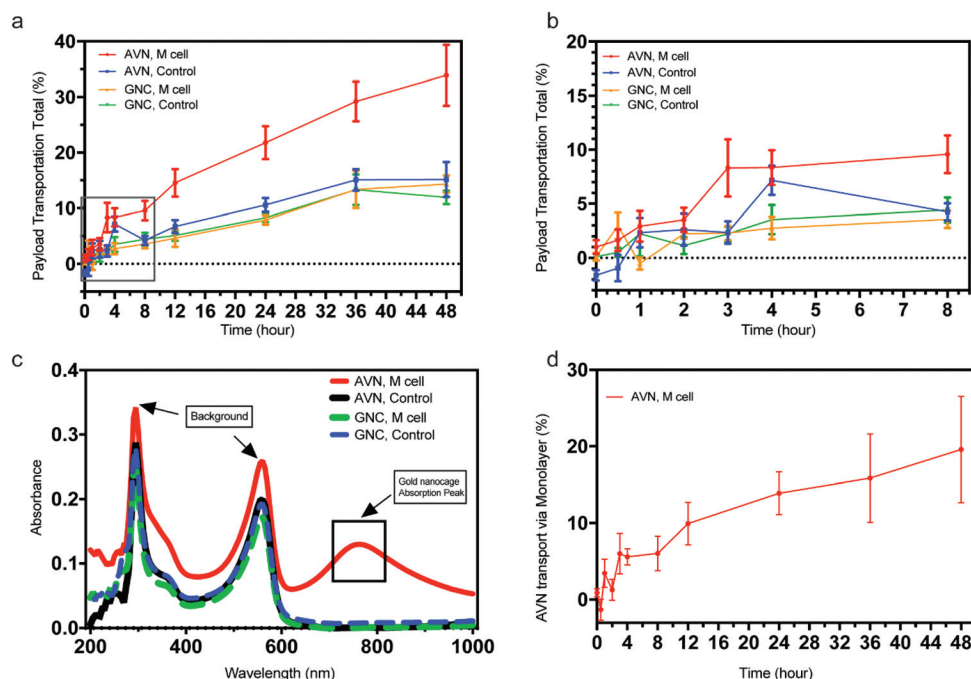 a
Payload Transportation Total (%)
40
30
20
10
0
AVN, M cell
AVN, Control
GNC, M cell
GNC, Control
0 4 8 12 16 20 24 28 32 36 40 44 48
Time (hour)
b
Payload Transportation Total (%)
20
15
10
5
0
AVN, M cell
AVN, Control
GNC, M cell
GNC, Control
0 1 2 3 4 5 6 7 8
Time (hour)
c
Absorbance
0.4
0.3
0.2
0.1
0.0
Background
AVN, M cell
AVN, Control
GNC, M cell
GNC, Control
Gold nanocage
Absorption Peak
200 400 600 800 1000
Wavelength (nm)
d
AVN transport via Monolayer (%)
30
20
10
0
AVN, M cell
0 4 8 12 16 20 24 28 32 36 40 44 48
Time (hour)